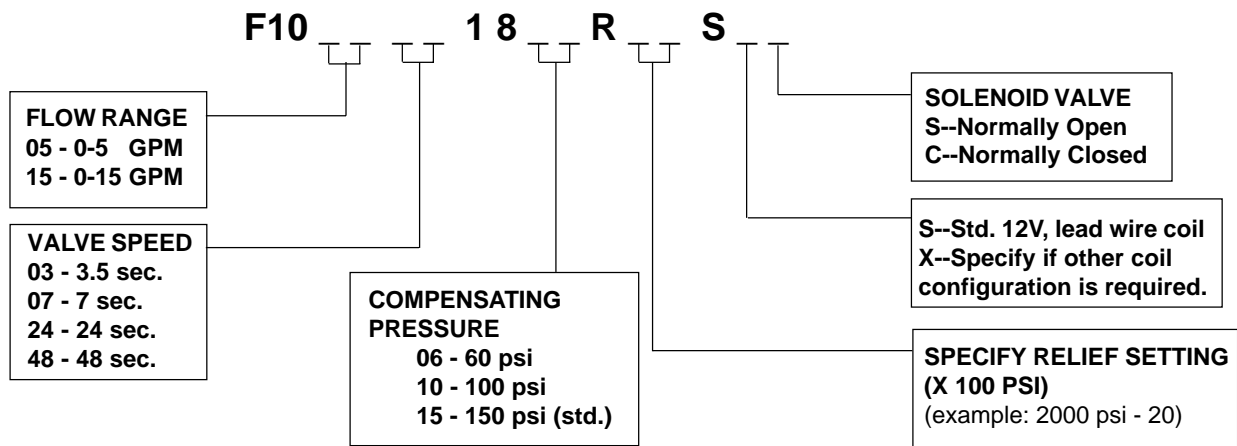 F10 _ _ _ _ 1 8 _ _ R _ _ S _ _
FLOW RANGE
05 - 0-5 GPM
15 - 0-15 GPM
VALVE SPEED
03 - 3.5 sec.
07 - 7 sec.
24 - 24 sec.
48 - 48 sec.
COMPENSATING
PRESSURE
06 - 60 psi
10 - 100 psi
15 - 150 psi (std.)
SOLENOID VALVE
S--Normally Open
C--Normally Closed
S--Std. 12V, lead wire coil
X--Specify if other coil
configuration is required.
SPECIFY RELIEF SETTING
(X 100 PSI)
(example: 2000 psi - 20)